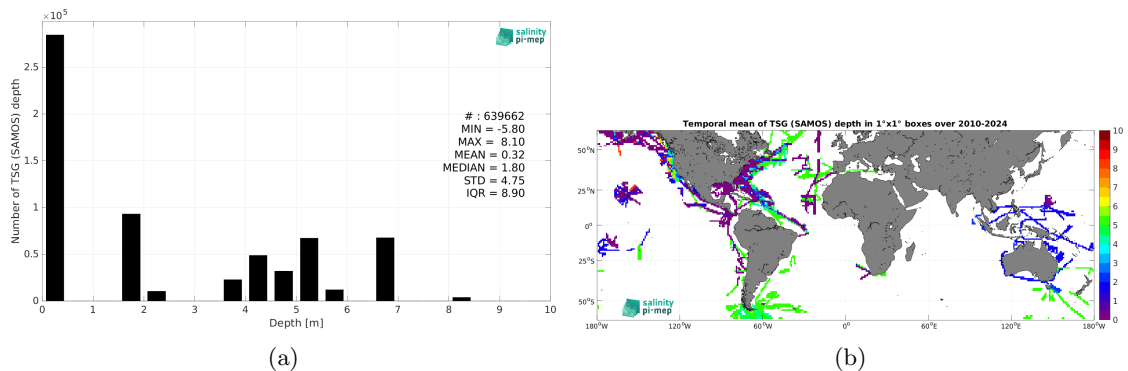 ×10⁵
salinity
pi-mep
Number of TSG (SAMOS) depth
2.5
2
1.5
1
0.5
0
# : 639662
MIN = -5.80
MAX = 8.10
MEAN = 0.32
MEDIAN = 1.80
STD = 4.75
IQR = 8.90
0 1 2 3 4 5 6 7 8 9 10
Depth [m]
(a)
Temporal mean of TSG (SAMOS) depth in 1°x1° boxes over 2010-2024
50°N
25°N
0°
25°S
50°S
salinity
pi-mep
180°W 120°W 60°W 0° 60°E 120°E 180°E
10
9
8
7
6
5
4
3
2
1
0
(b)